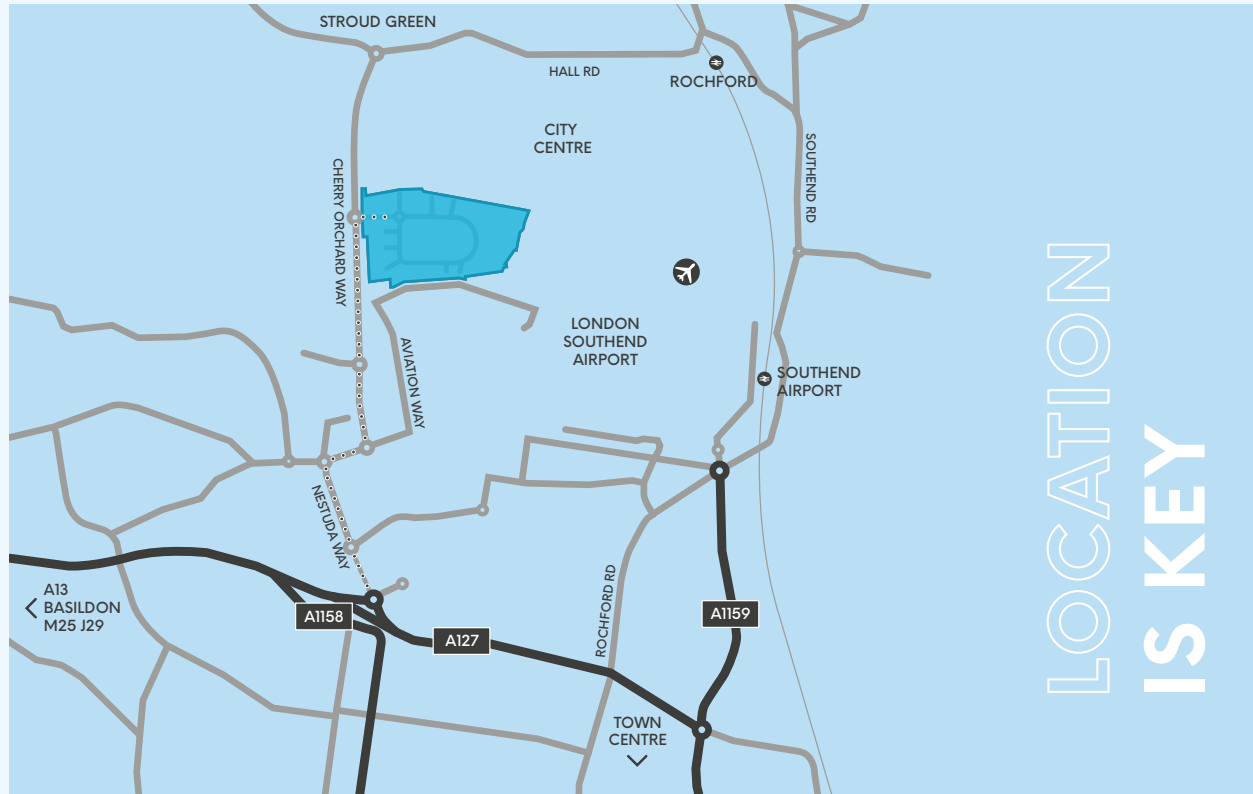 STROUD GREEN
HALL RD
ROCHFORD
CITY
CENTRE
CHERRY ORCHARD WAY
SOUTHEND RD
LONDON
SOUTHEND
AIRPORT
AVIATION WAY
SOUTHEND
AIRPORT
NESTUDA WAY
A13
BASILDON
M25 J29
A1158
A127
ROCHFORD RD
A1159
TOWN
CENTRE
LOCATION
IS KEY